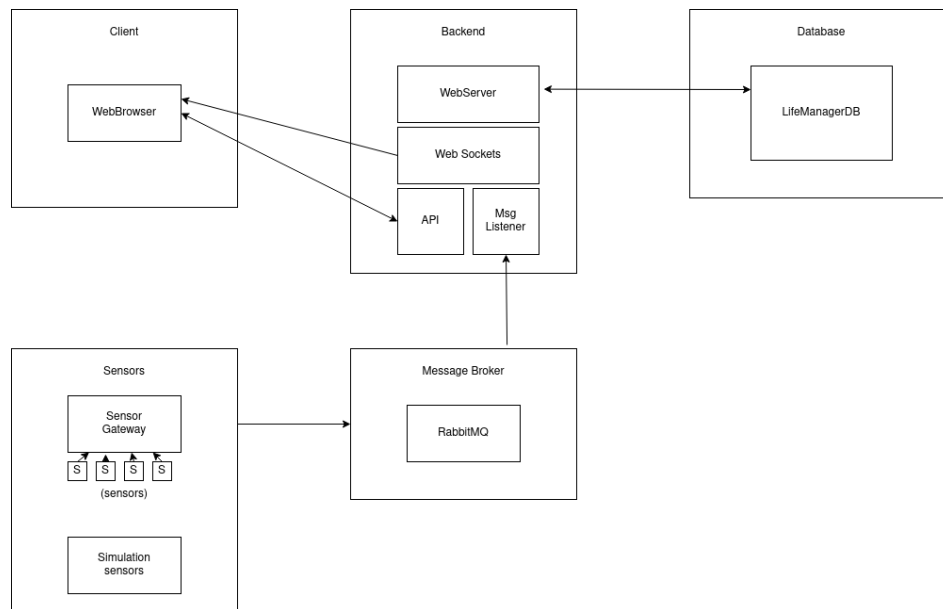 Client
WebBrowser
Backend
WebServer
Web Sockets
API
Msg
Listener
Database
LifeManagerDB
Sensors
Sensor
Gateway
S S S S
(sensors)
Simulation
sensors
Message Broker
RabbitMQ